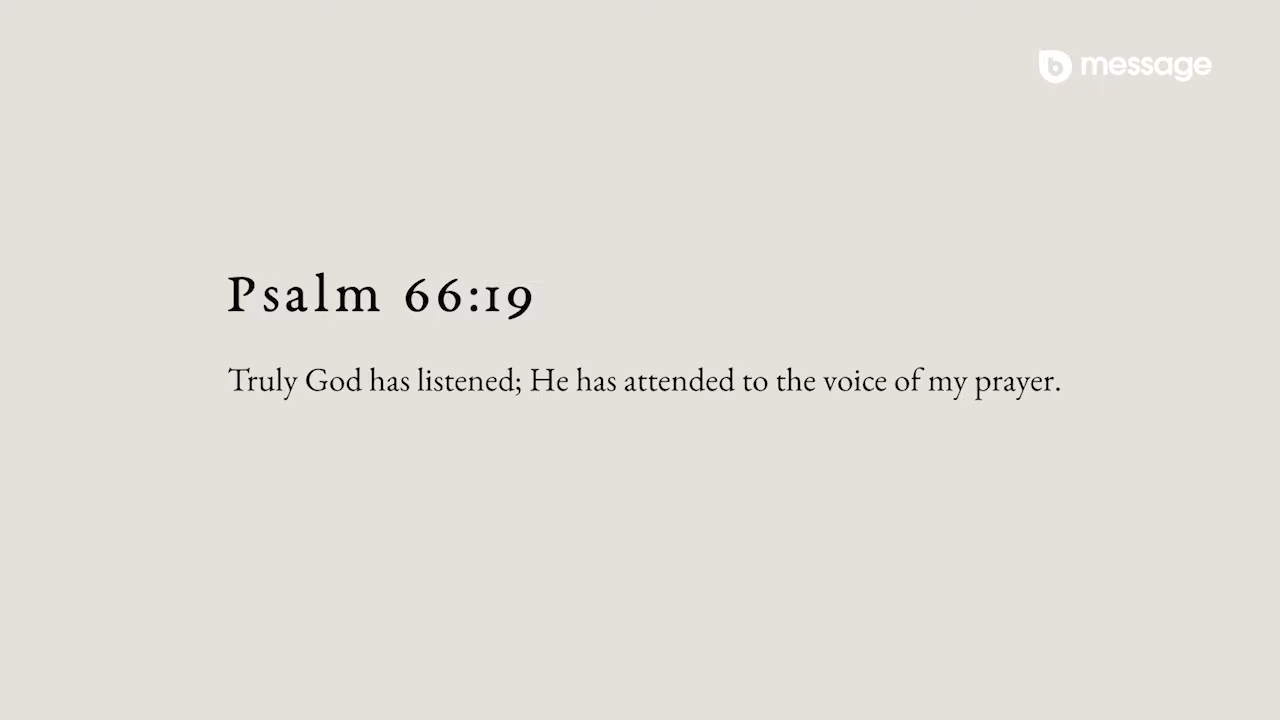 message
Psalm 66:19
Truly God has listened; He has attended to the voice of my prayer.